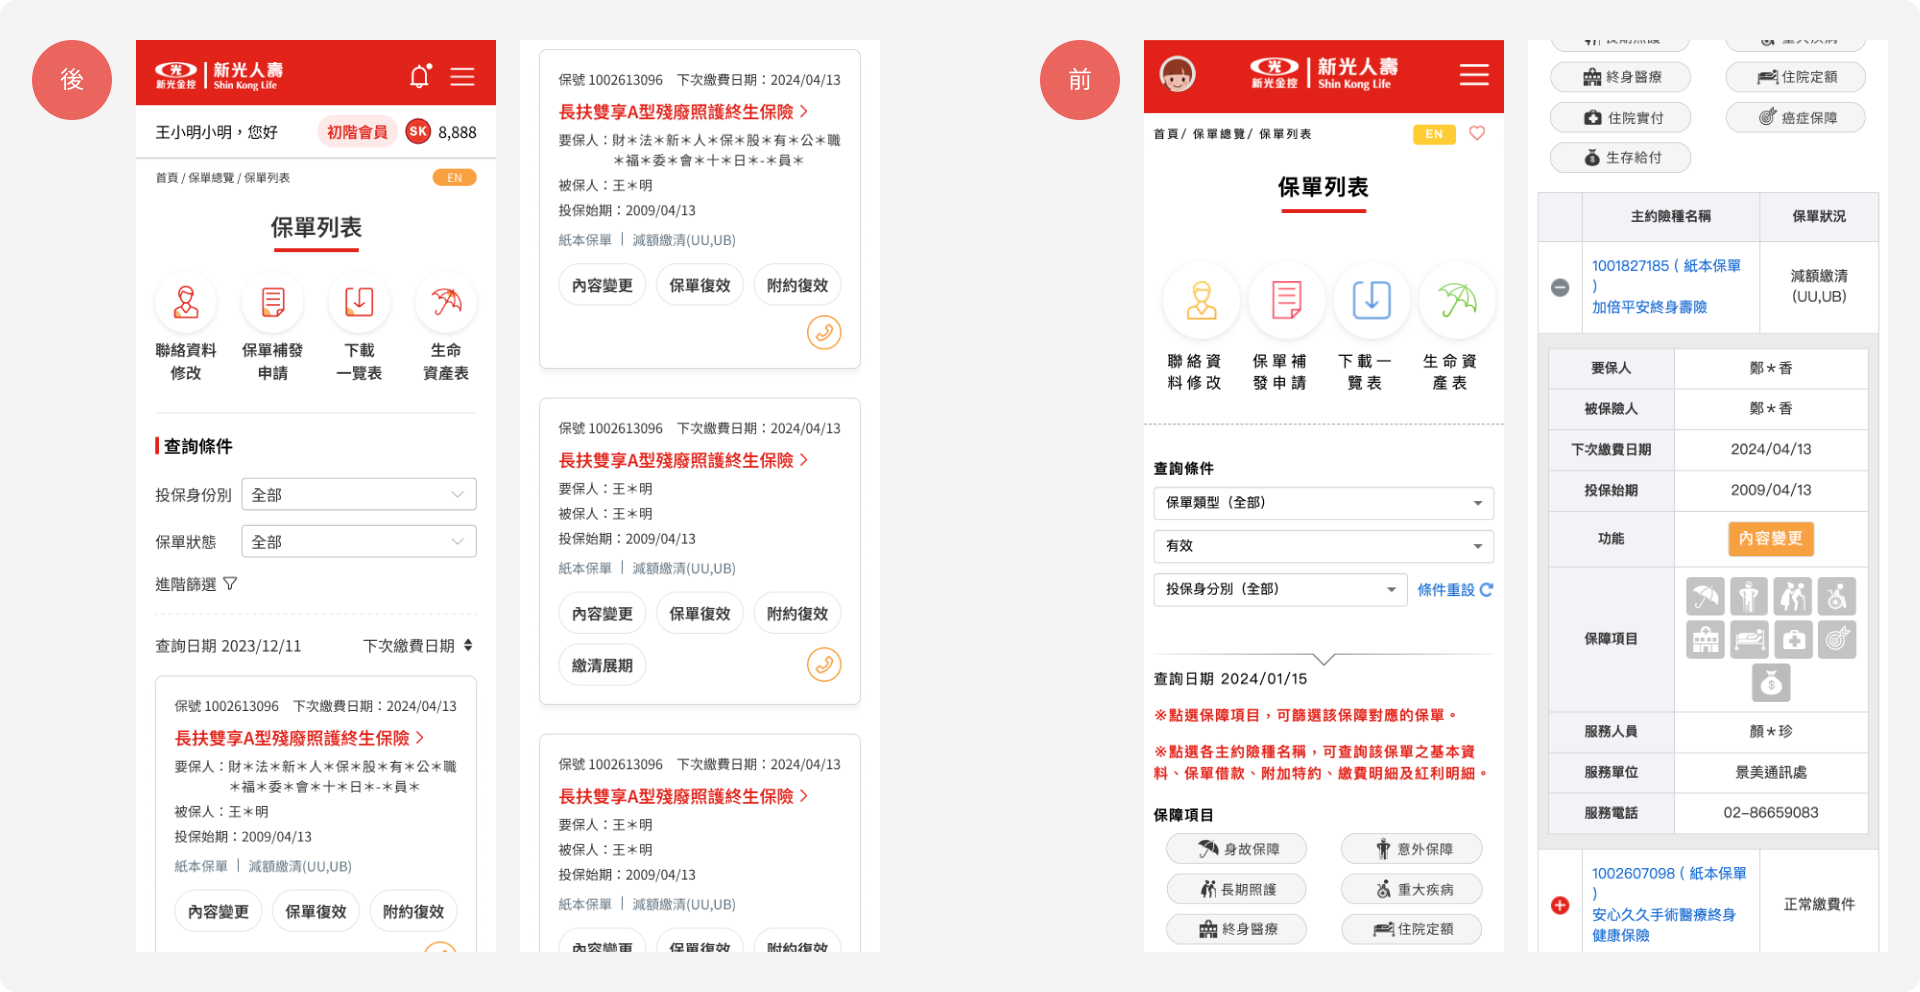 後
新光金控
新光人壽
Shin Kong Life
王小明小明，您好
初階會員
SK
8,888
首頁 / 保單總覽 / 保單列表
EN
保單列表
聯絡資料
修改
保單補發
申請
下載
一覽表
生命
資產表
查詢條件
投保身份別
全部
保單狀態
全部
進階篩選
查詢日期 2023/12/11
下次繳費日期
保號 1002613096 下次繳費日期：2024/04/13
長扶雙享A型殘廢照護終生保險
要保人：財＊法＊新＊人＊保＊股＊有＊公＊職
＊福＊委＊會＊十＊日＊-＊員＊
被保人：王＊明
投保始期：2009/04/13
紙本保單 | 減額繳清(UU,UB)
內容變更
保單復效
附約復效
保號 1002613096 下次繳費日期：2024/04/13
長扶雙享A型殘廢照護終生保險
要保人：財＊法＊新＊人＊保＊股＊有＊公＊職
＊福＊委＊會＊十＊日＊-＊員＊
被保人：王＊明
投保始期：2009/04/13
紙本保單 | 減額繳清(UU,UB)
內容變更
保單復效
附約復效
保號 1002613096 下次繳費日期：2024/04/13
長扶雙享A型殘廢照護終生保險
要保人：王＊明
被保人：王＊明
投保始期：2009/04/13
紙本保單 | 減額繳清(UU,UB)
內容變更
保單復效
附約復效
繳清展期
保號 1002613096 下次繳費日期：2024/04/13
長扶雙享A型殘廢照護終生保險
要保人：王＊明
被保人：王＊明
投保始期：2009/04/13
紙本保單 | 減額繳清(UU,UB)
內容變更
保單復效
附約復效
前
新光金控
新光人壽
Shin Kong Life
首頁/ 保單總覽/ 保單列表
EN
保單列表
聯絡資
料修改
保單補
發申請
下載一
覽表
生命資
產表
查詢條件
保單類型（全部）
有效
投保身分別（全部）
條件重設
查詢日期 2024/01/15
※點選保障項目，可篩選該保障對應的保單。
※點選各主約險種名稱，可查詢該保單之基本資
料、保單借款、附加特約、繳費明細及紅利明細。
保障項目
身故保障
意外保障
長期照護
重大疾病
終身醫療
住院定額
長期照護
重大疾病
終身醫療
住院定額
住院實付
癌症保障
生存給付
主約險種名稱
保單狀況
1001827185 ( 紙本保單
)
加倍平安終身壽險
減額繳清
(UU,UB)
要保人
鄭＊香
被保險人
鄭＊香
下次繳費日期
2024/04/13
投保始期
2009/04/13
功能
內容變更
保障項目
服務人員
顏＊珍
服務單位
景美通訊處
服務電話
02-86659083
1002607098 ( 紙本保單
)
安心久久手術醫療終身
健康保險
正常繳費件